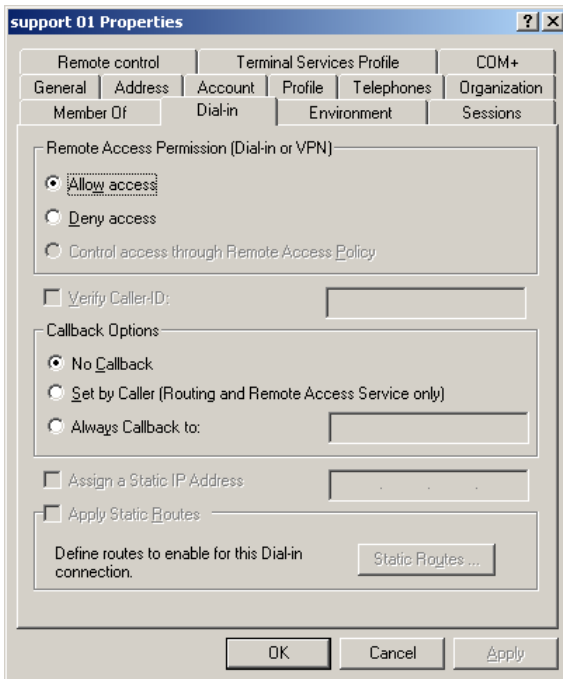 support 01 Properties
Remote control Terminal Services Profile COM+
General Address Account Profile Telephones Organization
Member Of Dial-in Environment Sessions
Remote Access Permission (Dial-in or VPN)
Allow access
Deny access
Control access through Remote Access Policy
Verify Caller-ID:
Callback Options
No Callback
Set by Caller (Routing and Remote Access Service only)
Always Callback to:
Assign a Static IP Address
Apply Static Routes
Define routes to enable for this Dial-in
connection.
Static Routes ...
OK Cancel Apply